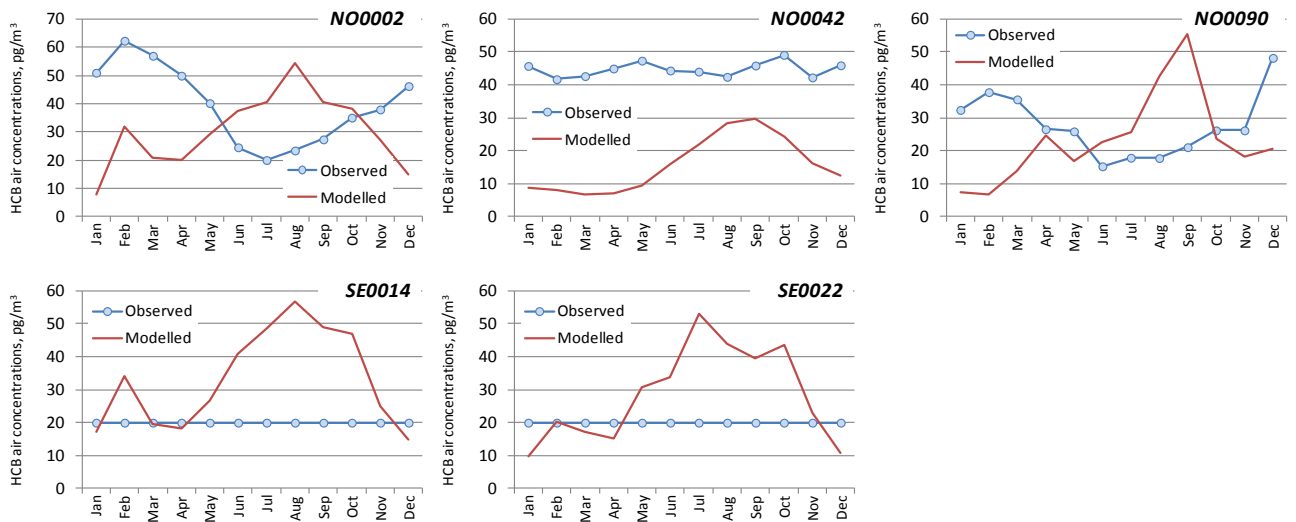 HCB air concentrations, pg/m³
70
60
50
40
30
20
10
0
NO0002
Observed
Modelled
Jan Feb Mar Apr May Jun Jul Aug Sep Oct Nov Dec
HCB air concentrations, pg/m³
60
50
40
30
20
10
0
NO0042
Observed
Modelled
Jan Feb Mar Apr May Jun Jul Aug Sep Oct Nov Dec
HCB air concentrations, pg/m³
60
50
40
30
20
10
0
NO0090
Observed
Modelled
Jan Feb Mar Apr May Jun Jul Aug Sep Oct Nov Dec
HCB air concentrations, pg/m³
60
50
40
30
20
10
0
SE0014
Observed
Modelled
Jan Feb Mar Apr May Jun Jul Aug Sep Oct Nov Dec
HCB air concentrations, pg/m³
60
50
40
30
20
10
0
SE0022
Observed
Modelled
Jan Feb Mar Apr May Jun Jul Aug Sep Oct Nov Dec